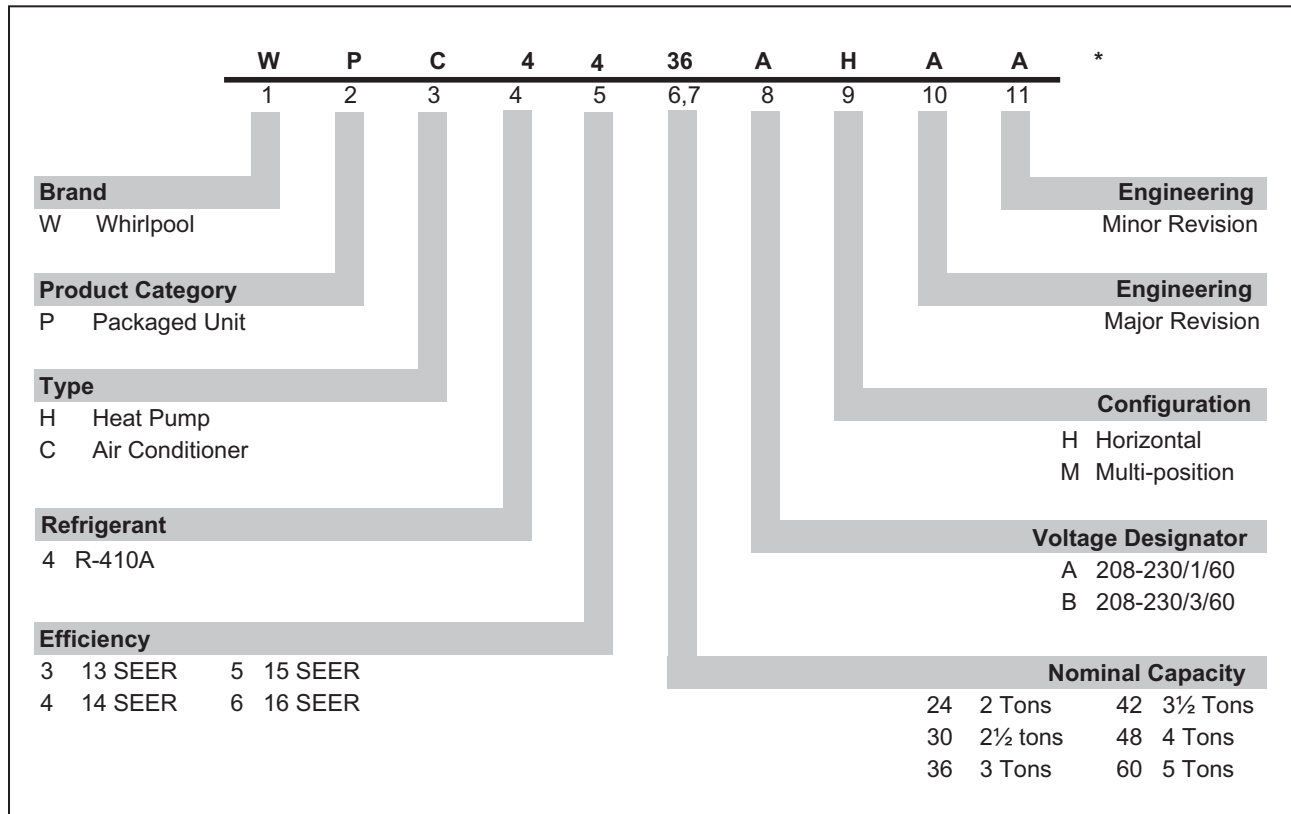 W P C 4 4 36 A H A A *
1 2 3 4 5 6,7 8 9 10 11
Brand
W Whirlpool
Product Category
P Packaged Unit
Type
H Heat Pump
C Air Conditioner
Refrigerant
4 R-410A
Efficiency
3 13 SEER 5 15 SEER
4 14 SEER 6 16 SEER
Engineering
Minor Revision
Engineering
Major Revision
Configuration
H Horizontal
M Multi-position
Voltage Designator
A 208-230/1/60
B 208-230/3/60
Nominal Capacity
24 2 Tons 42 3½ Tons
30 2½ tons 48 4 Tons
36 3 Tons 60 5 Tons